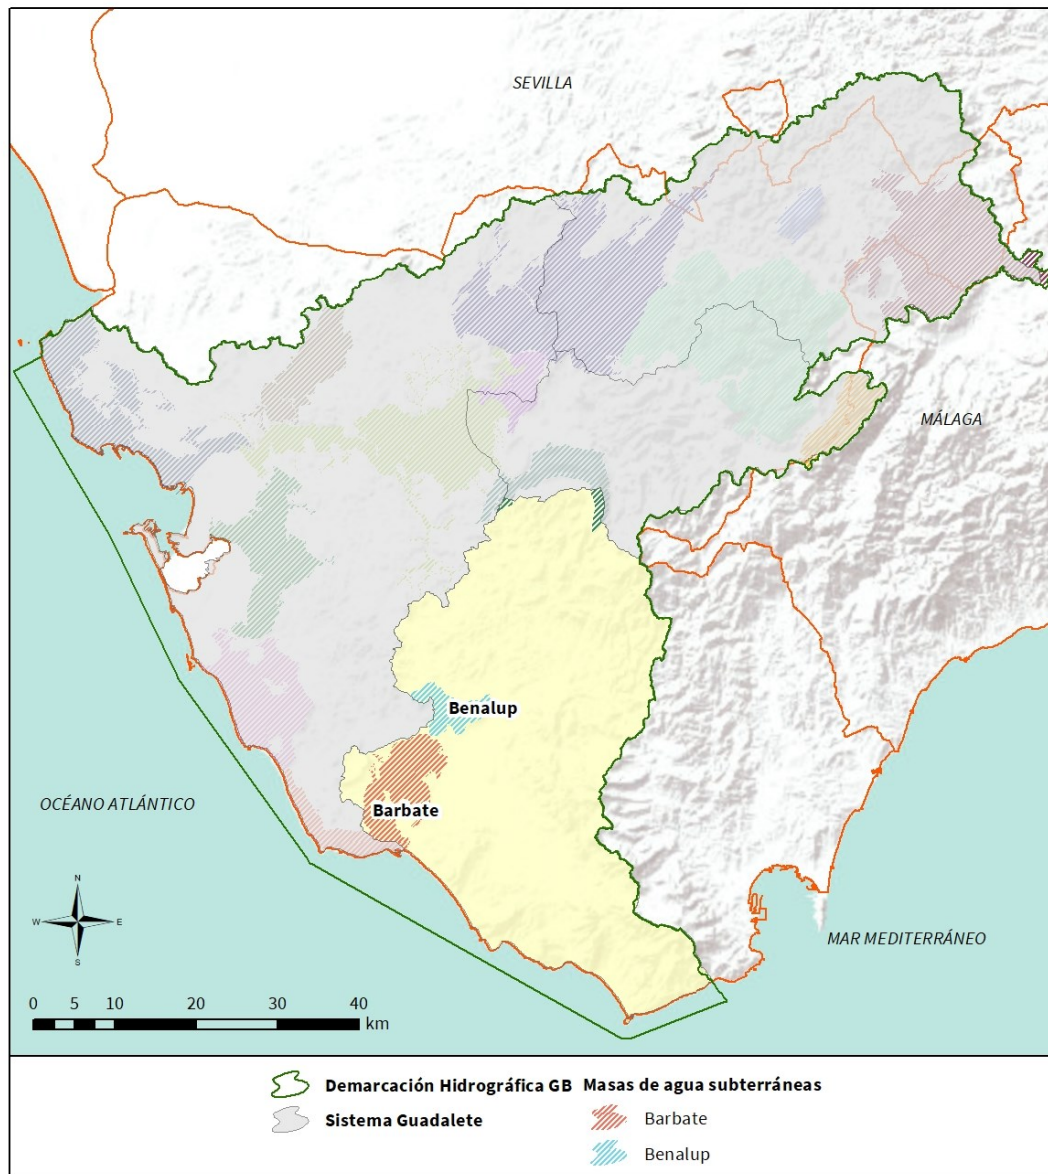 SEVILLA
MÁLAGA
Benalup
Barbate
OCÉANO ATLÁNTICO
MAR MEDITERRÁNEO
N
W E
S
0 5 10 20 30 40
km
Demarcación Hidrográfica GB Masas de agua subterráneas
Sistema Guadalete Barbate
Benalup